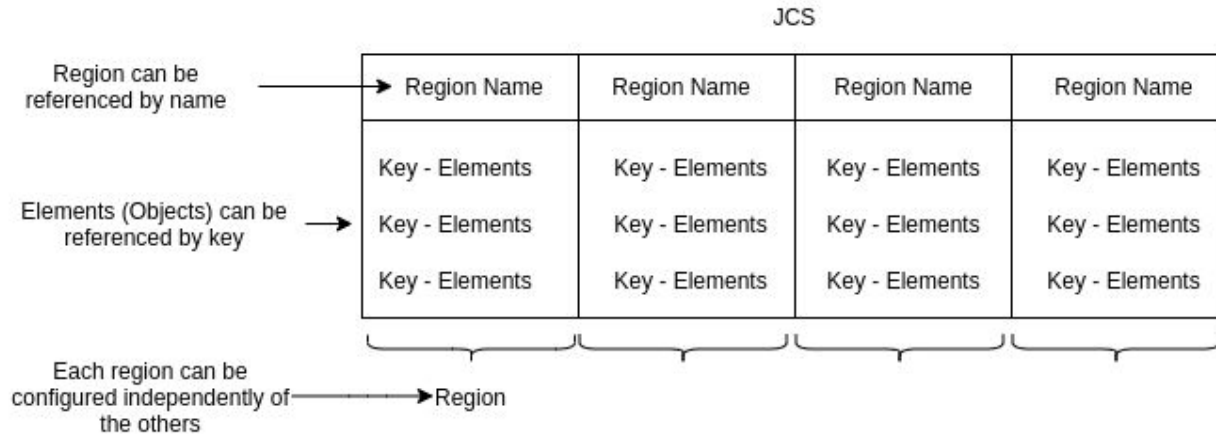 JCS
Region can be
referenced by name
Region Name Region Name Region Name Region Name
Key - Elements Key - Elements Key - Elements Key - Elements
Elements (Objects) can be
referenced by key
Key - Elements Key - Elements Key - Elements Key - Elements
Key - Elements Key - Elements Key - Elements Key - Elements
Each region can be
configured independently of
the others
Region